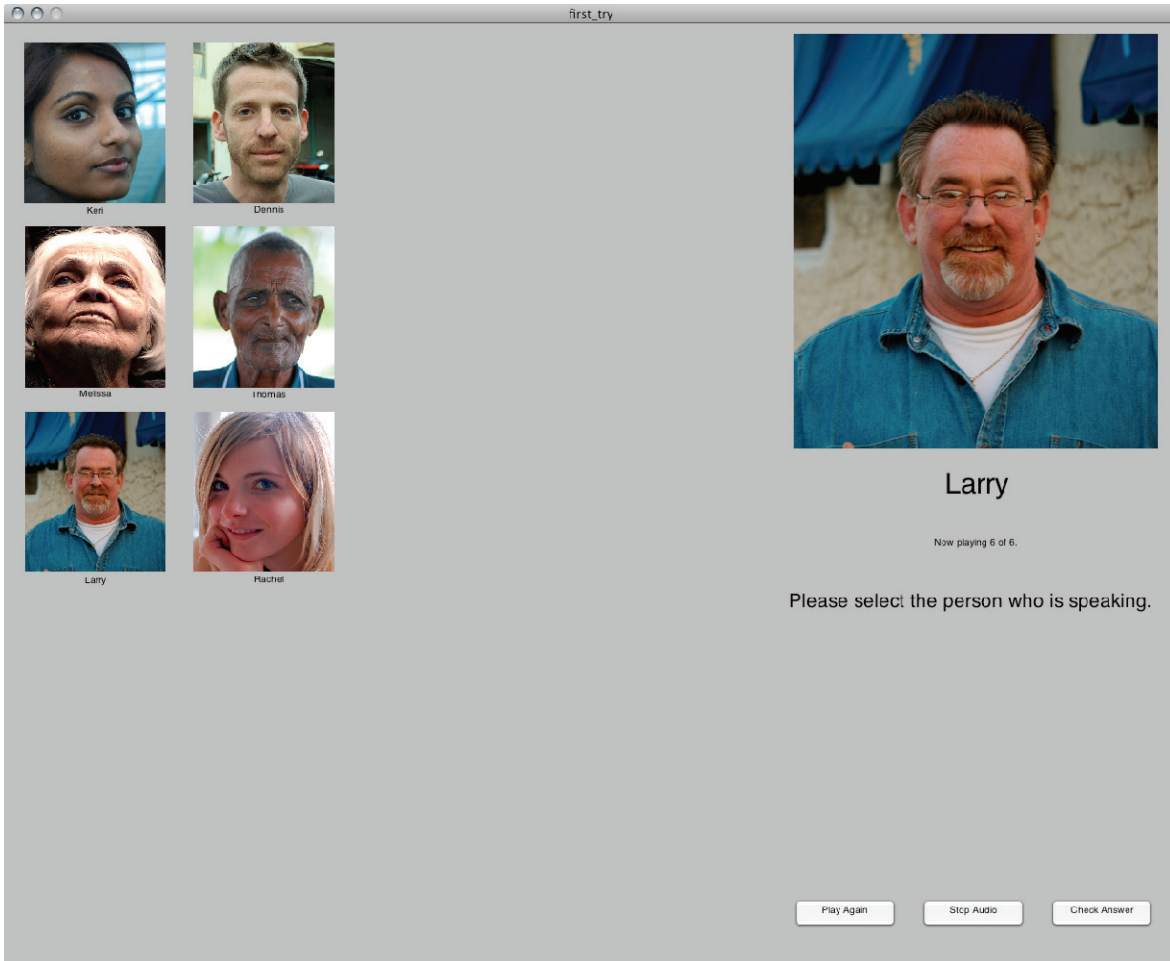 first_try
Keri
Dennis
Melissa
Thomas
Larry
Rachel
Larry
Now playing 6 of 6.
Please select the person who is speaking.
Play Again
Stop Audio
Check Answer